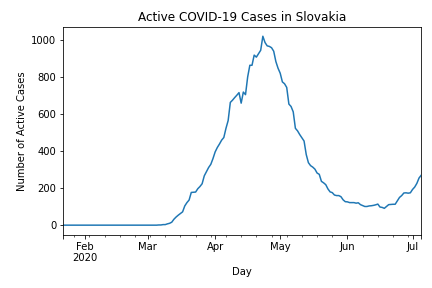 Active COVID-19 Cases in Slovakia
Number of Active Cases
1000
800
600
400
200
0
Feb
2020
Mar
Apr
May
Jun
Jul
Day